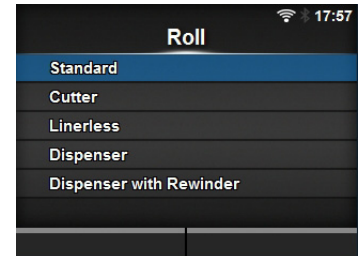 17:57
Roll
Standard
Cutter
Linerless
Dispenser
Dispenser with Rewinder